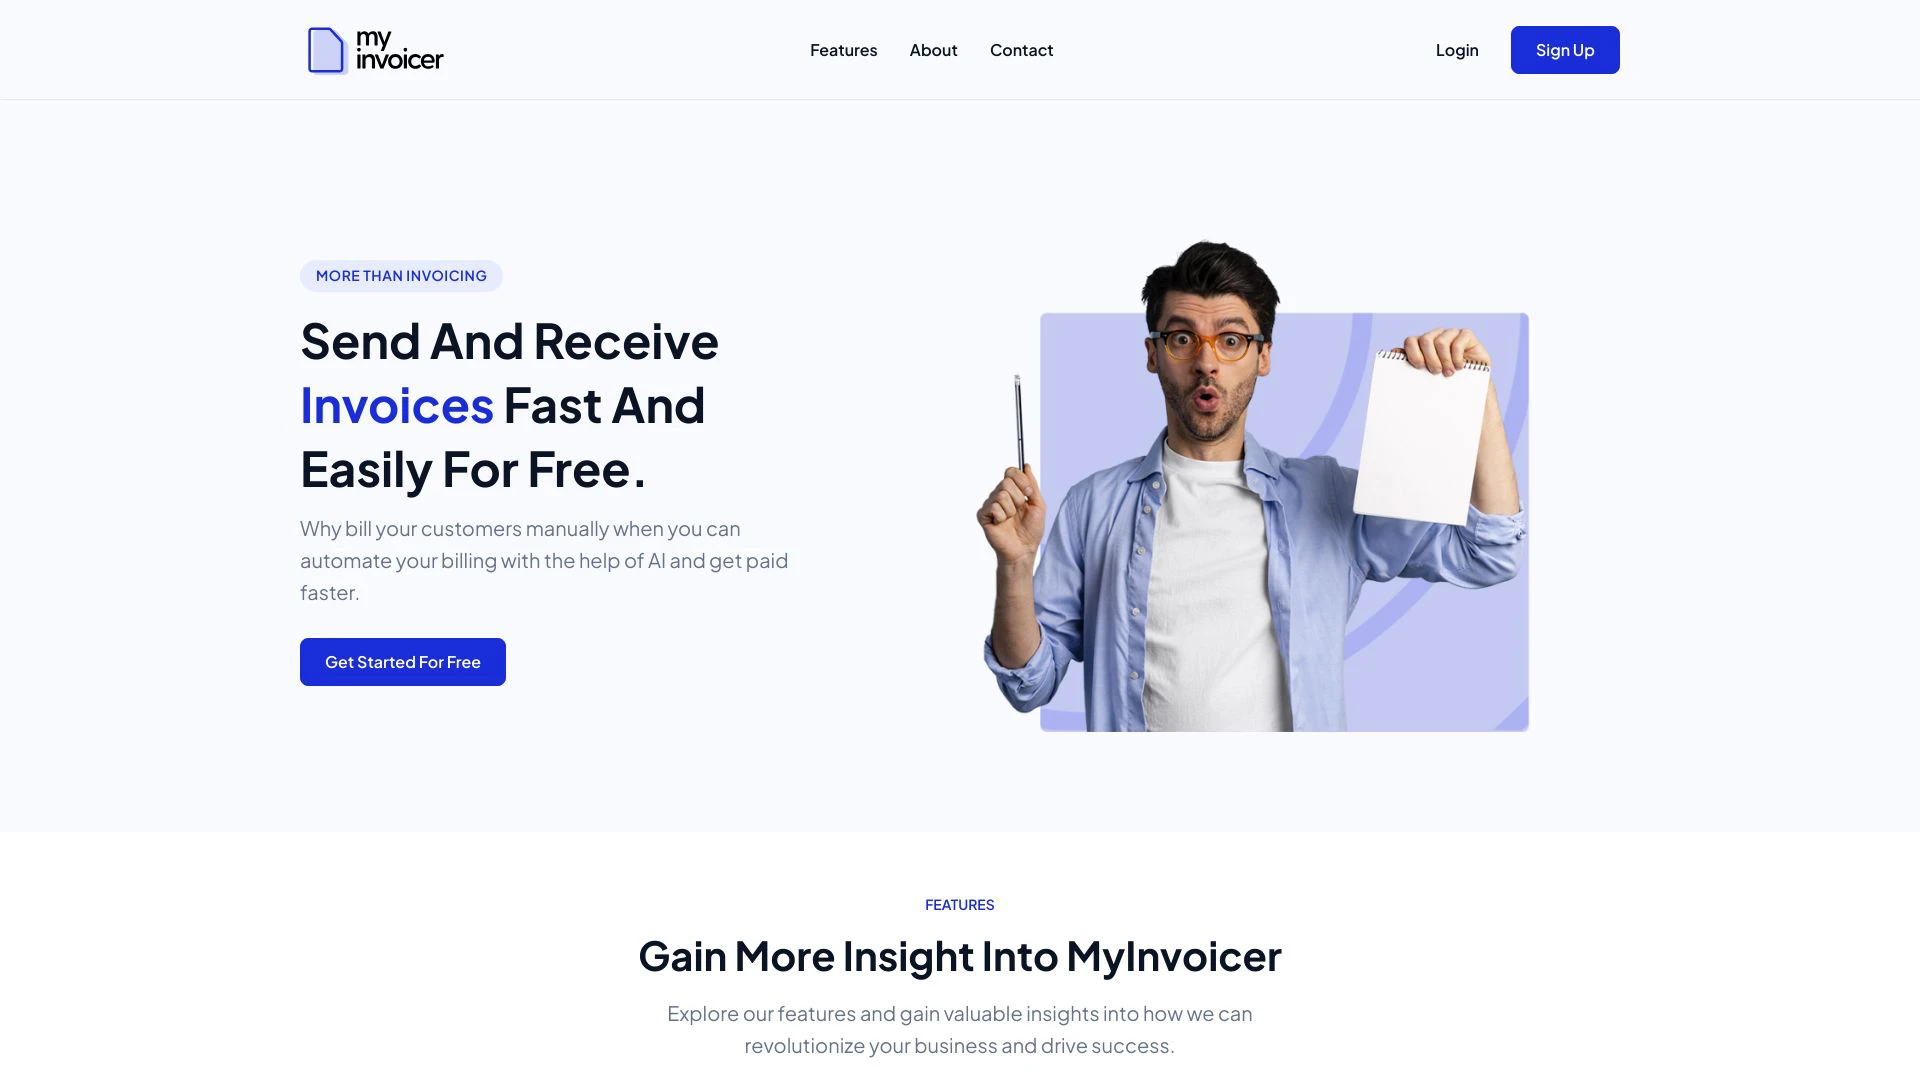 my
invoicer
Features
About
Contact
Login
Sign Up
MORE THAN INVOICING
Send And Receive
Invoices Fast And
Easily For Free.
Why bill your customers manually when you can
automate your billing with the help of AI and get paid
faster.
Get Started For Free
FEATURES
Gain More Insight Into MyInvoicer
Explore our features and gain valuable insights into how we can
revolutionize your business and drive success.